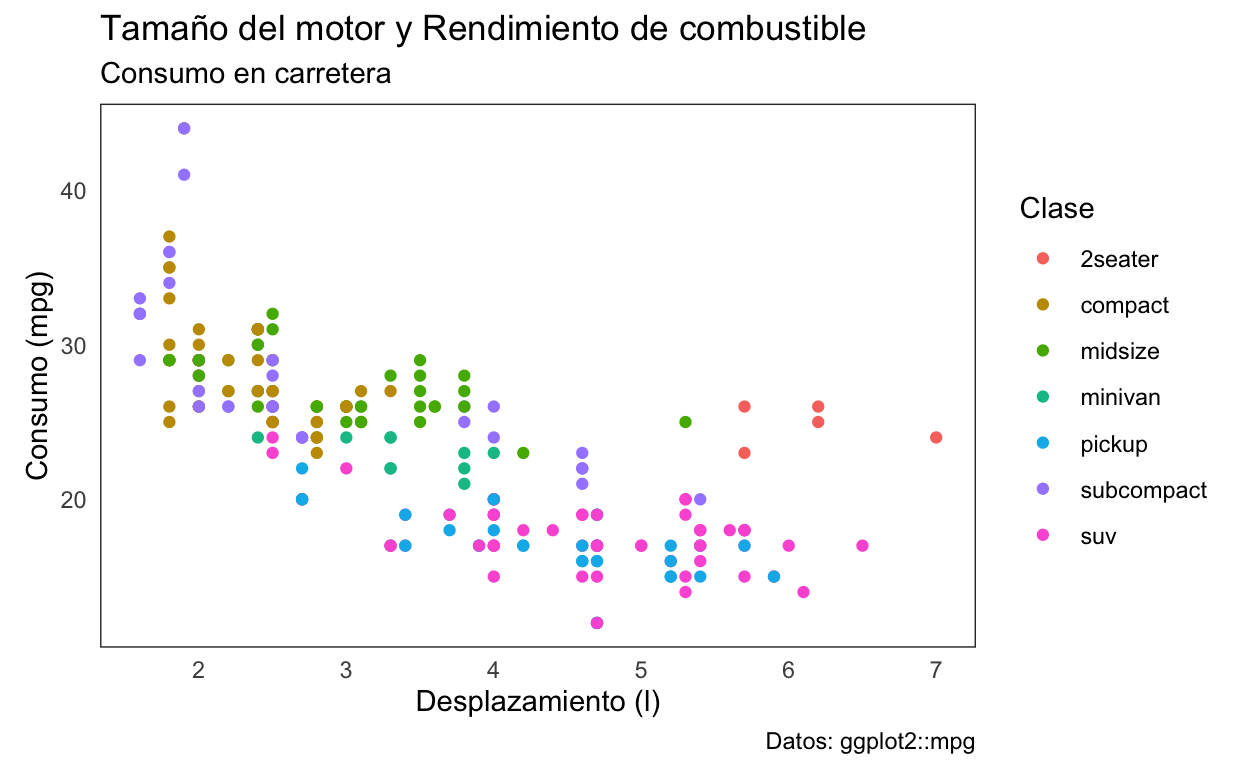 Tamaño del motor y Rendimiento de combustible
Consumo en carretera
Consumo (mpg)
40
30
20
2 3 4 5 6 7
Desplazamiento (l)
Clase
2seater
compact
midsize
minivan
pickup
subcompact
suv
Datos: ggplot2::mpg